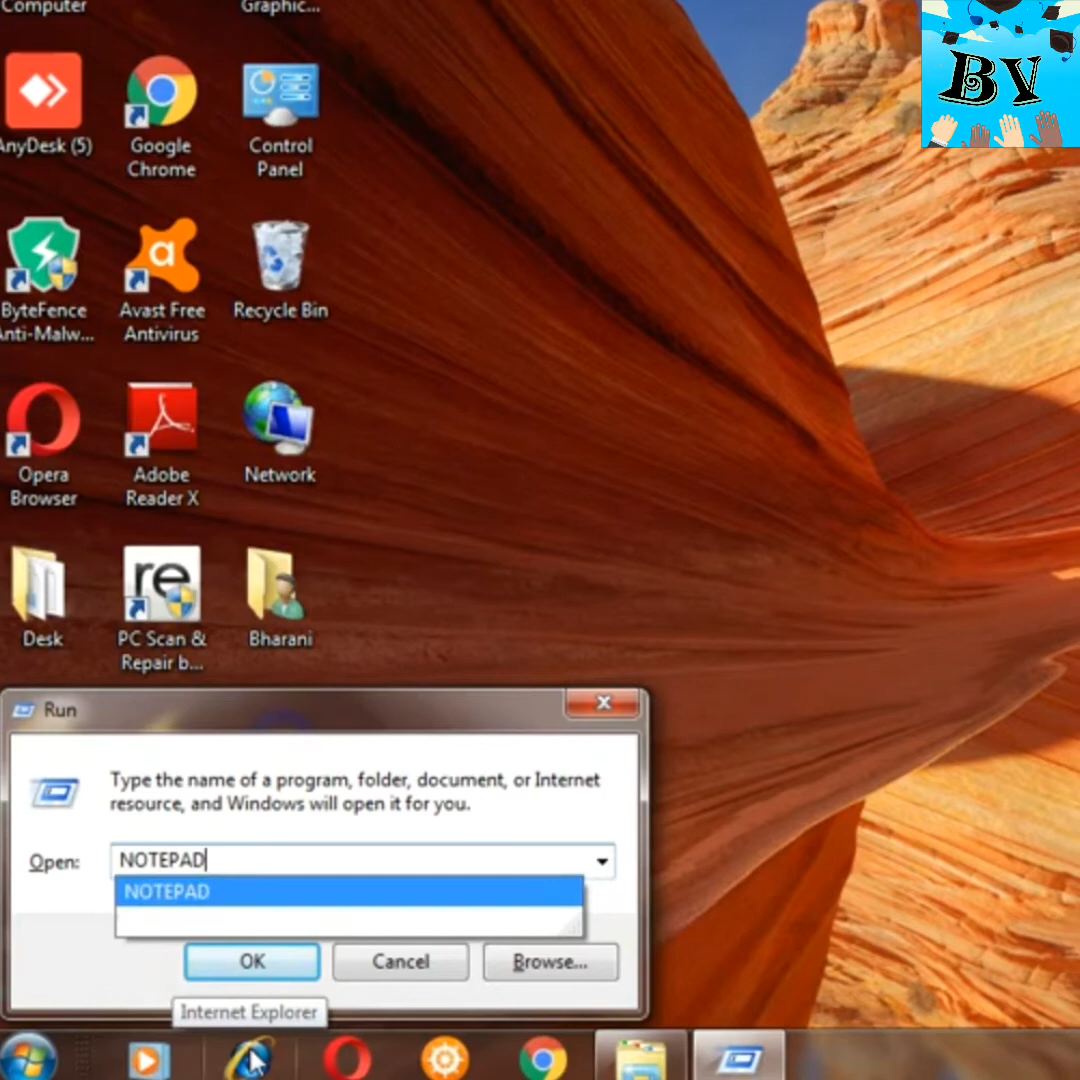 Computer
Graphic...
BV
AnyDesk (5)
Google
Chrome
Control
Panel
ByteFence
Anti-Malw...
a
Avast Free
Antivirus
Recycle Bin
Opera
Browser
Adobe
Reader X
Network
Desk
re
PC Scan &
Repair b...
Bharani
Run
Type the name of a program, folder, document, or Internet
resource, and Windows will open it for you.
Open:
NOTEPAD
NOTEPAD
OK
Cancel
Browse...
Internet Explorer